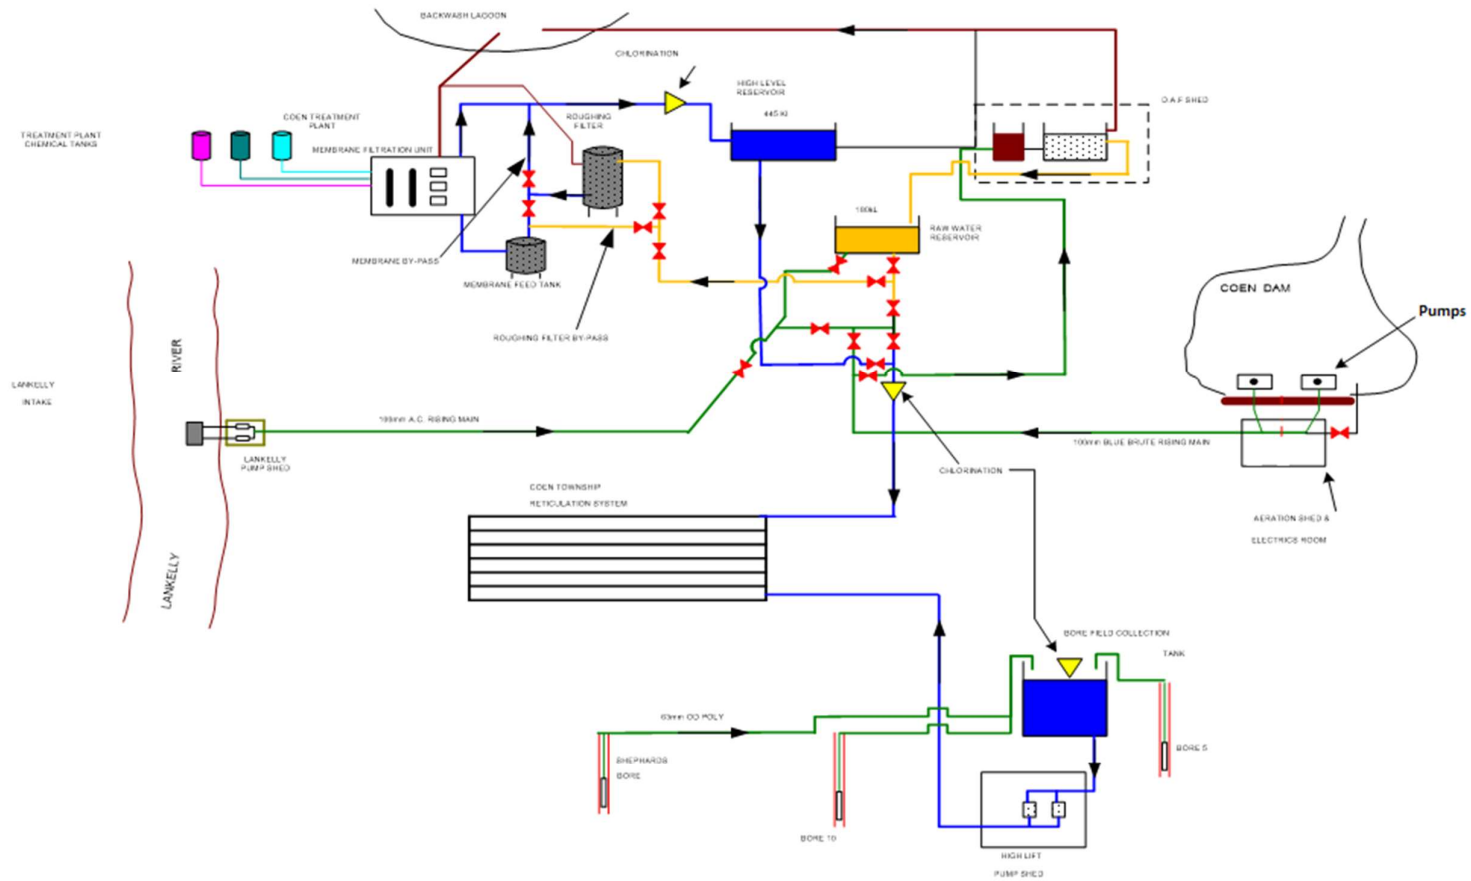 BACKWASH LAGOON
CHLORINATION
HIGH LEVEL
RESERVOIR
445 Kl
D.A.F SHED
TREATMENT PLANT
CHEMICAL TANKS
COEN TREATMENT
PLANT
MEMBRANE FILTRATION UNIT
ROUGHING
FILTER
180kL
RAW WATER
RESERVOIR
MEMBRANE BY-PASS
MEMBRANE FEED TANK
ROUGHING FILTER BY-PASS
COEN DAM
Pumps
LANKELLY
INTAKE
RIVER
LANKELLY
100mm A.C. RISING MAIN
LANKELLY
PUMP SHED
100mm BLUE BRUTE RISING MAIN
CHLORINATION
COEN TOWNSHIP
RETICULATION SYSTEM
AERATION SHED &
ELECTRICS ROOM
BORE FIELD COLLECTION
TANK
63mm OD POLY
SHEPHARDS
BORE
BORE 10
BORE 5
HIGH LIFT
PUMP SHED